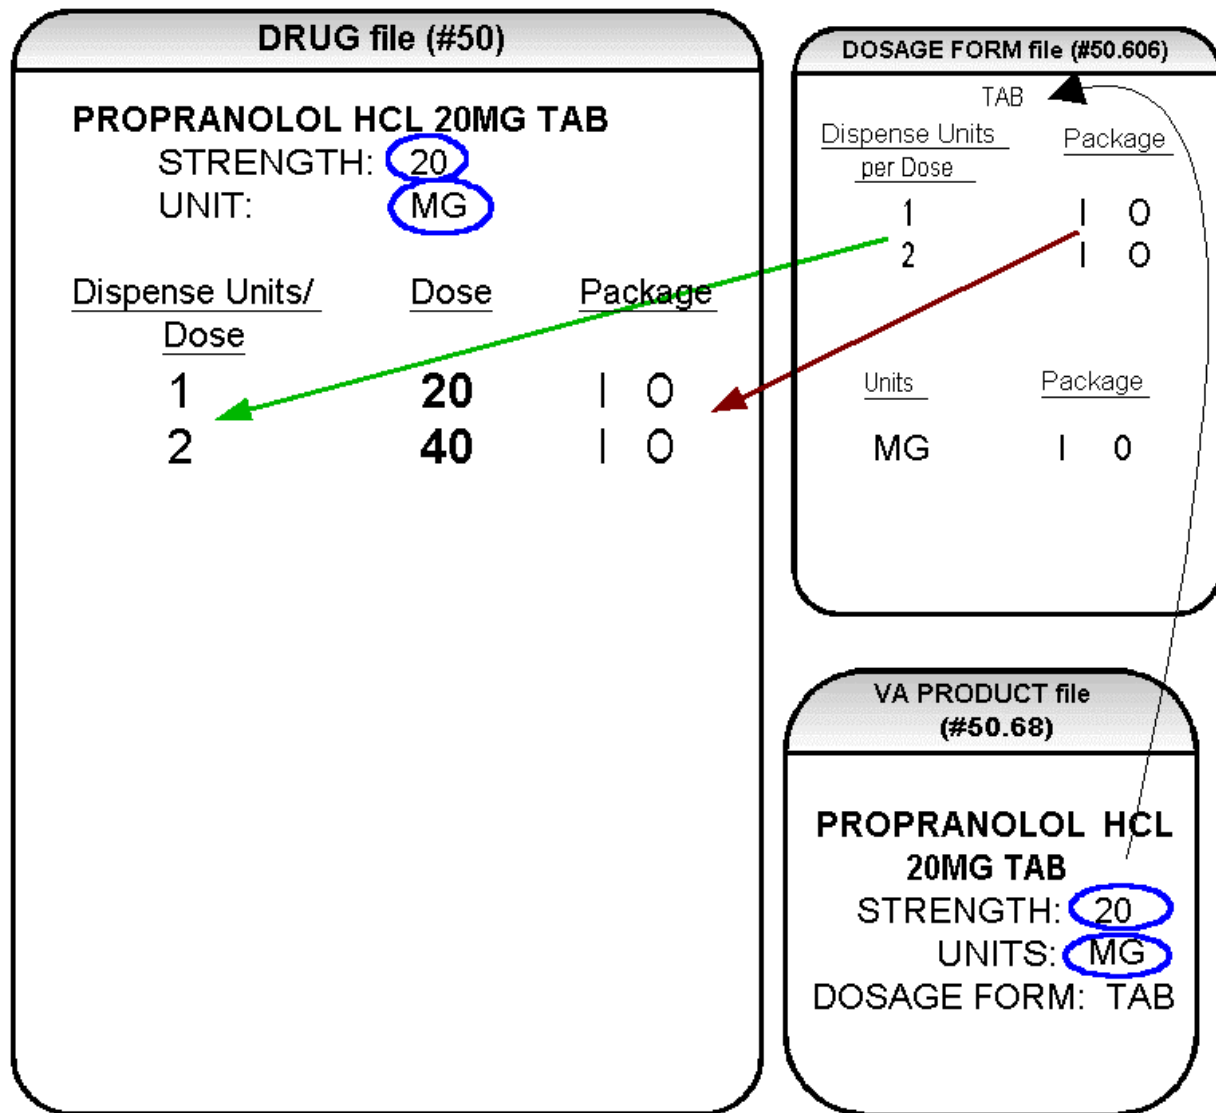 DRUG file (#50)
PROPRANOLOL HCL 20MG TAB
STRENGTH: 20
UNIT: MG
Dispense Units/ Dose Package
Dose
1 20 I O
2 40 I O
DOSAGE FORM file (#50.606)
TAB
Dispense Units Package
per Dose
1 I O
2 I O
Units Package
MG I 0
VA PRODUCT file
(#50.68)
PROPRANOLOL HCL
20MG TAB
STRENGTH: 20
UNITS: MG
DOSAGE FORM: TAB